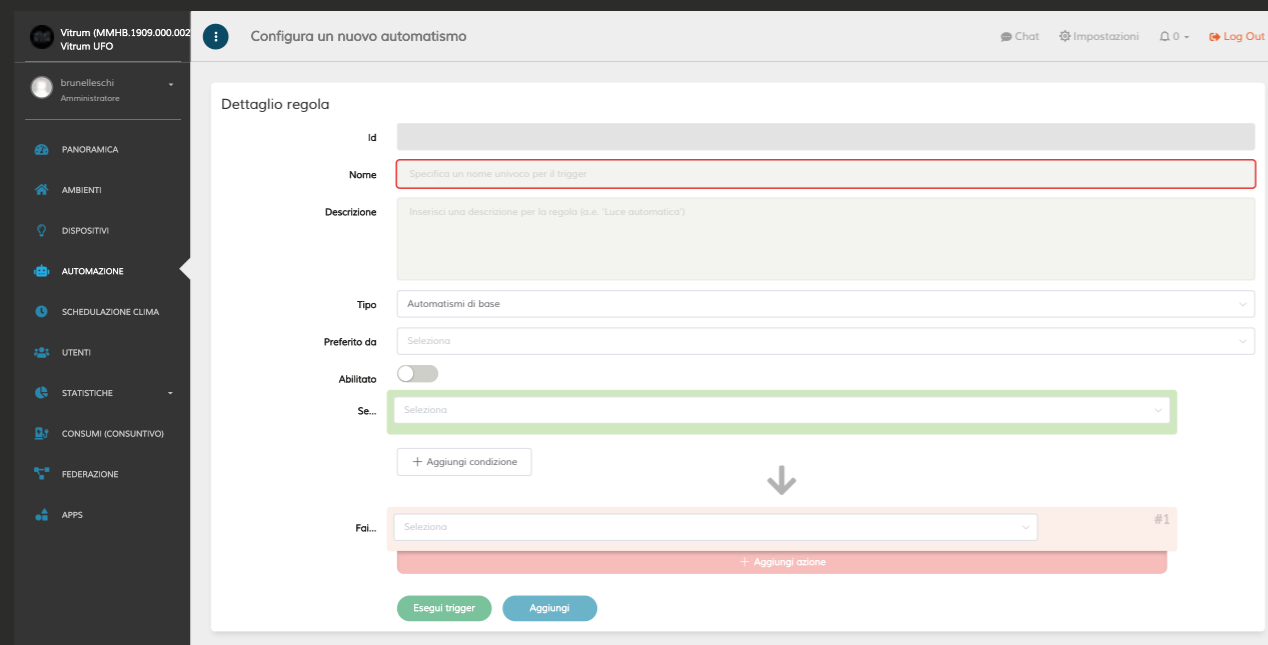 Vitrum (MMHB.1909.000.002
Vitrum UFO
Configura un nuovo automatismo
Chat
Impostazioni
0
Log Out
brunelleschi
Amministratore
PANORAMICA
AMBIENTI
DISPOSITIVI
AUTOMAZIONE
SCHEDULAZIONE CLIMA
UTENTI
STATISTICHE
CONSUMI (CONSUNTIVO)
FEDERAZIONE
APPS
Dettaglio regola
Id
Nome
Specifica un nome univoco per il trigger
Descrizione
Inserisci una descrizione per la regola (a.e. 'Luce automatica')
Tipo
Automatismi di base
Preferito da
Seleziona
Abilitato
Se...
Seleziona
+ Aggiungi condizione
Fai...
Seleziona
#1
+ Aggiungi azione
Esegui trigger
Aggiungi